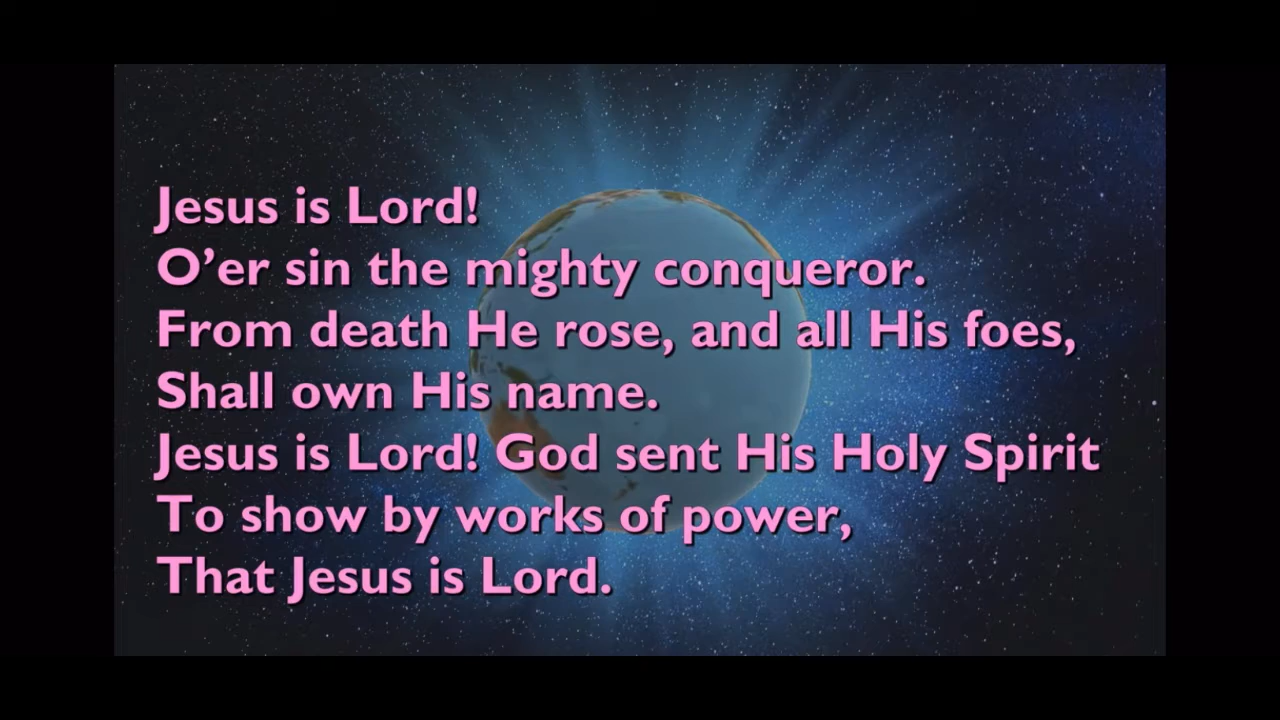 Jesus is Lord!
O’er sin the mighty conqueror.
From death He rose, and all His foes,
Shall own His name.
Jesus is Lord! God sent His Holy Spirit
To show by works of power,
That Jesus is Lord.